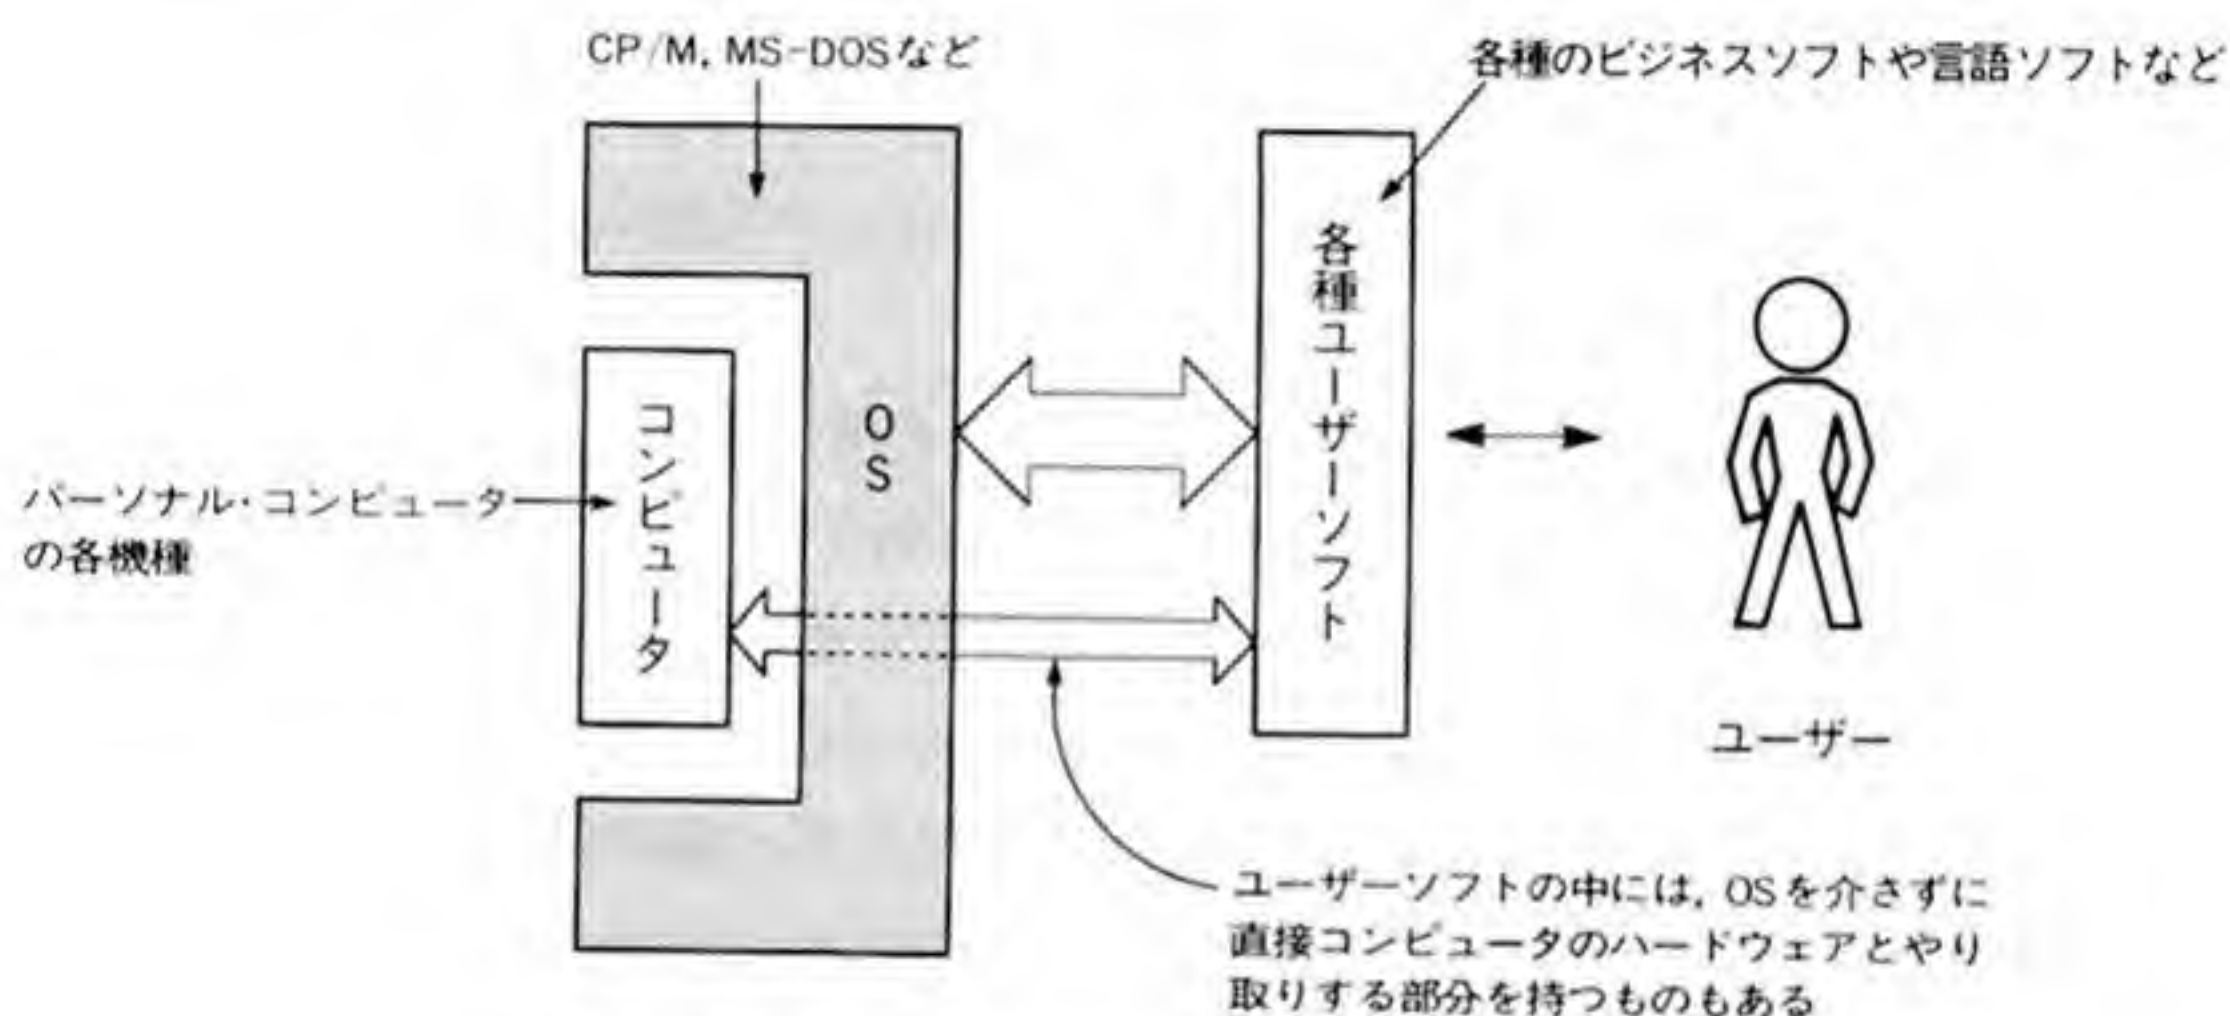 CP/M, MS-DOSなど
各種のビジネスソフトや言語ソフトなど
各種ユーザーソフト
コンピュータ
OS
パーソナル・コンピュータ
の各機種
ユーザー
ユーザーソフトの中には, OSを介さずに
直接コンピュータのハードウェアとやり
取りする部分を持つものもある